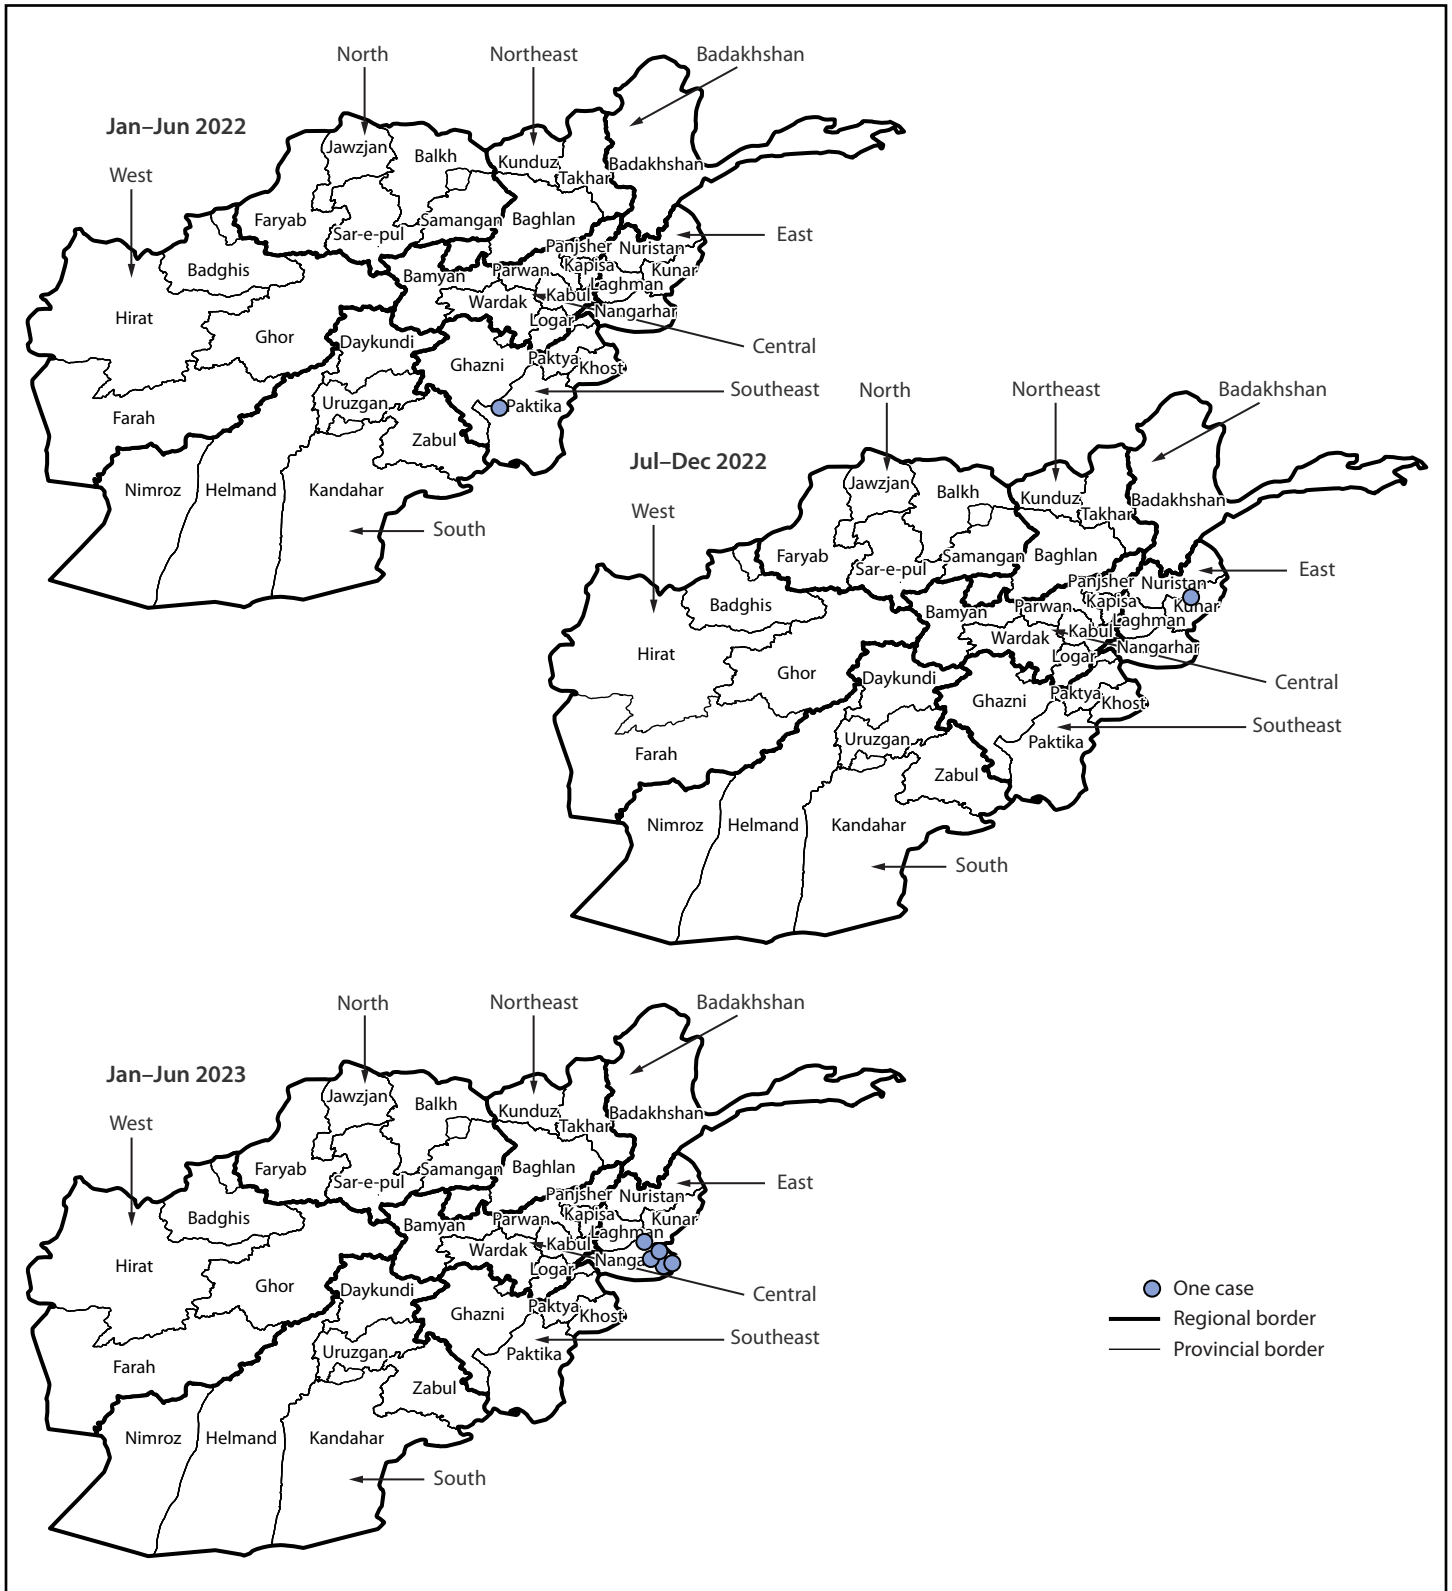 North
Northeast
Badakhshan
Jan–Jun 2022
West
Jawzjan
Balkh
Kunduz
Takhar
Badakhshan
Faryab
Sar-e-pul
Samangan
Baghlan
East
Badghis
Bamyan
Parwan
Panjsher
Kapisa
Nuristan
Kunar
Laghman
Hirat
Ghor
Wardak
Kabul
Logar
Nangarhar
Central
Daykundi
Ghazni
Paktya
Khost
Southeast
Farah
Uruzgan
Paktika
Zabul
Nimroz
Helmand
Kandahar
South
North
Northeast
Badakhshan
Jul–Dec 2022
West
Jawzjan
Balkh
Kunduz
Takhar
Badakhshan
Faryab
Sar-e-pul
Samangan
Baghlan
East
Badghis
Bamyan
Parwan
Panjsher
Kapisa
Nuristan
Kunar
Laghman
Hirat
Ghor
Wardak
Kabul
Logar
Nangarhar
Central
Daykundi
Ghazni
Paktya
Khost
Southeast
Farah
Uruzgan
Paktika
Zabul
Nimroz
Helmand
Kandahar
South
North
Northeast
Badakhshan
Jan–Jun 2023
West
Jawzjan
Balkh
Kunduz
Takhar
Badakhshan
Faryab
Sar-e-pul
Samangan
Baghlan
East
Badghis
Bamyan
Parwan
Panjsher
Kapisa
Nuristan
Kunar
Laghman
Hirat
Ghor
Wardak
Kabul
Logar
Nanga
Central
Daykundi
Ghazni
Paktya
Khost
Southeast
Farah
Uruzgan
Paktika
Zabul
Nimroz
Helmand
Kandahar
South
One case
Regional border
Provincial border